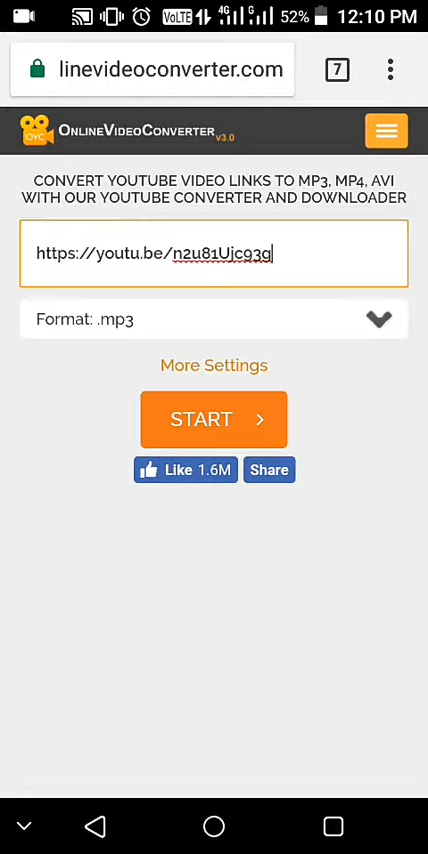 VoLTE 4G G 52% 12:10 PM
linevideoconverter.com 7
OVC ONLINEVIDEOCONVERTER v3.0
CONVERT YOUTUBE VIDEO LINKS TO MP3, MP4, AVI
WITH OUR YOUTUBE CONVERTER AND DOWNLOADER
https://youtu.be/n2u81Ujc93g
Format: .mp3
More Settings
START
Like 1.6M Share